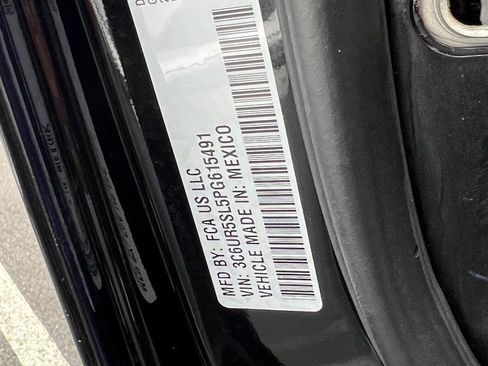 MFD BY: FCA US LLC
VIN: 3C6UR5SL5PG615491
VEHICLE MADE IN: MEXICO